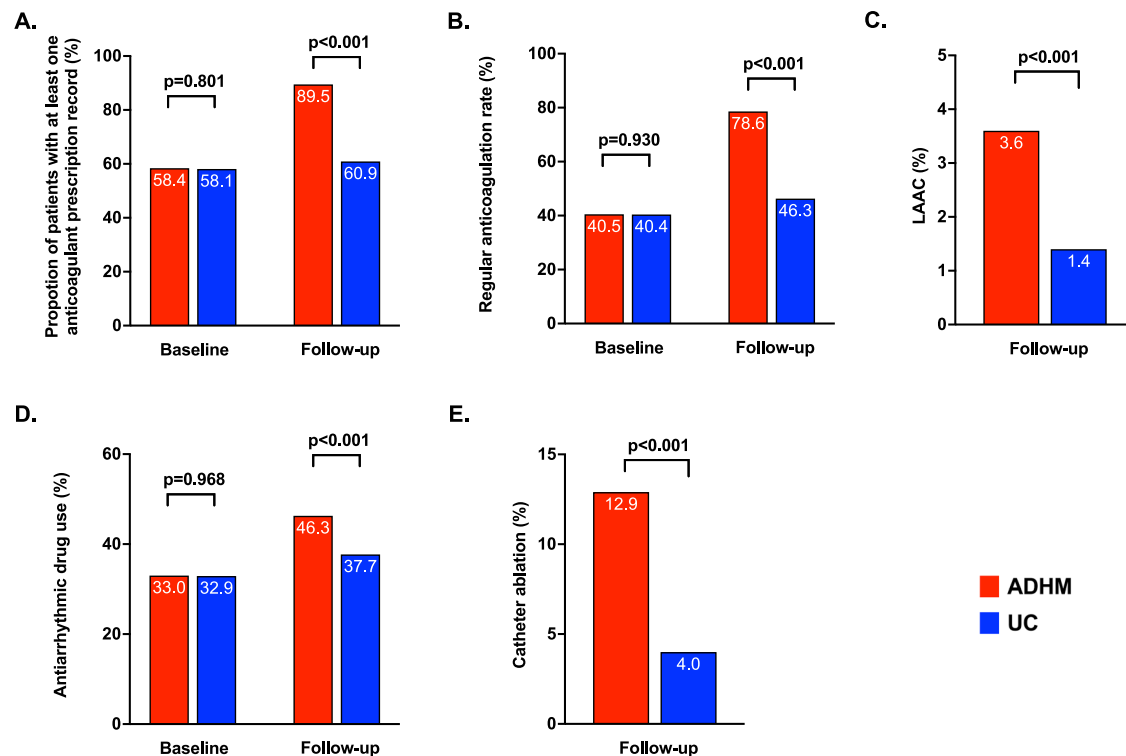 A.
Propotion of patients with at least one
anticoagulant prescription record (%)
100
80
60
40
20
0
p=0.801
p<0.001
58.4
58.1
89.5
60.9
Baseline
Follow-up
B.
Regular anticoagulation rate (%)
100
80
60
40
20
0
p=0.930
p<0.001
40.5
40.4
78.6
46.3
Baseline
Follow-up
C.
LAAC (%)
5
4
3
2
1
0
p<0.001
3.6
1.4
Follow-up
D.
Antiarrhythmic drug use (%)
60
40
20
0
p=0.968
p<0.001
33.0
32.9
46.3
37.7
Baseline
Follow-up
E.
Catheter ablation (%)
15
10
5
0
p<0.001
12.9
4.0
Follow-up
ADHM
UC